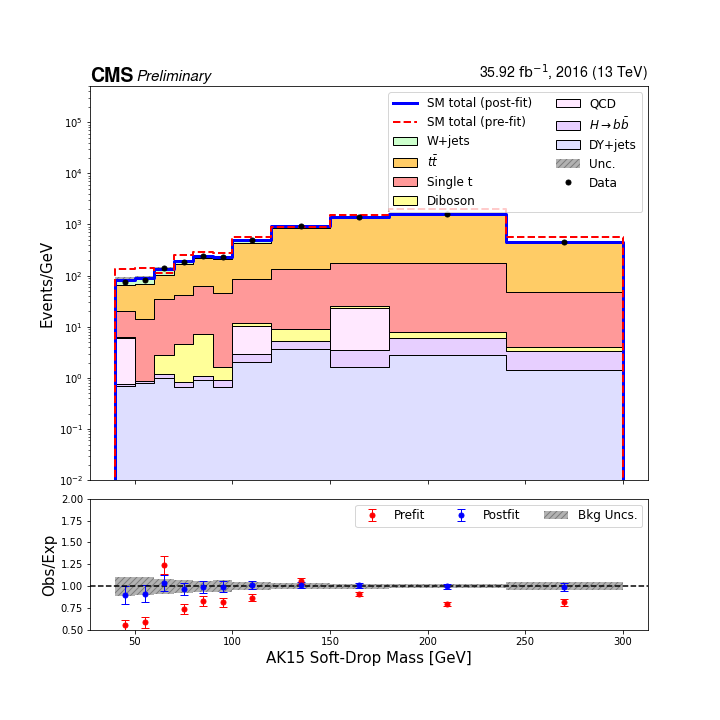 CMS Preliminary
35.92 fb⁻¹, 2016 (13 TeV)
SM total (post-fit)
SM total (pre-fit)
W+jets
tt̄
Single t
Diboson
QCD
H→bb̄
DY+jets
Unc.
Data
Events/GeV
10⁵
10⁴
10³
10²
10¹
10⁰
10⁻¹
10⁻²
Prefit
Postfit
Bkg Uncs.
Obs/Exp
2.00
1.75
1.50
1.25
1.00
0.75
0.50
50 100 150 200 250 300
AK15 Soft-Drop Mass [GeV]